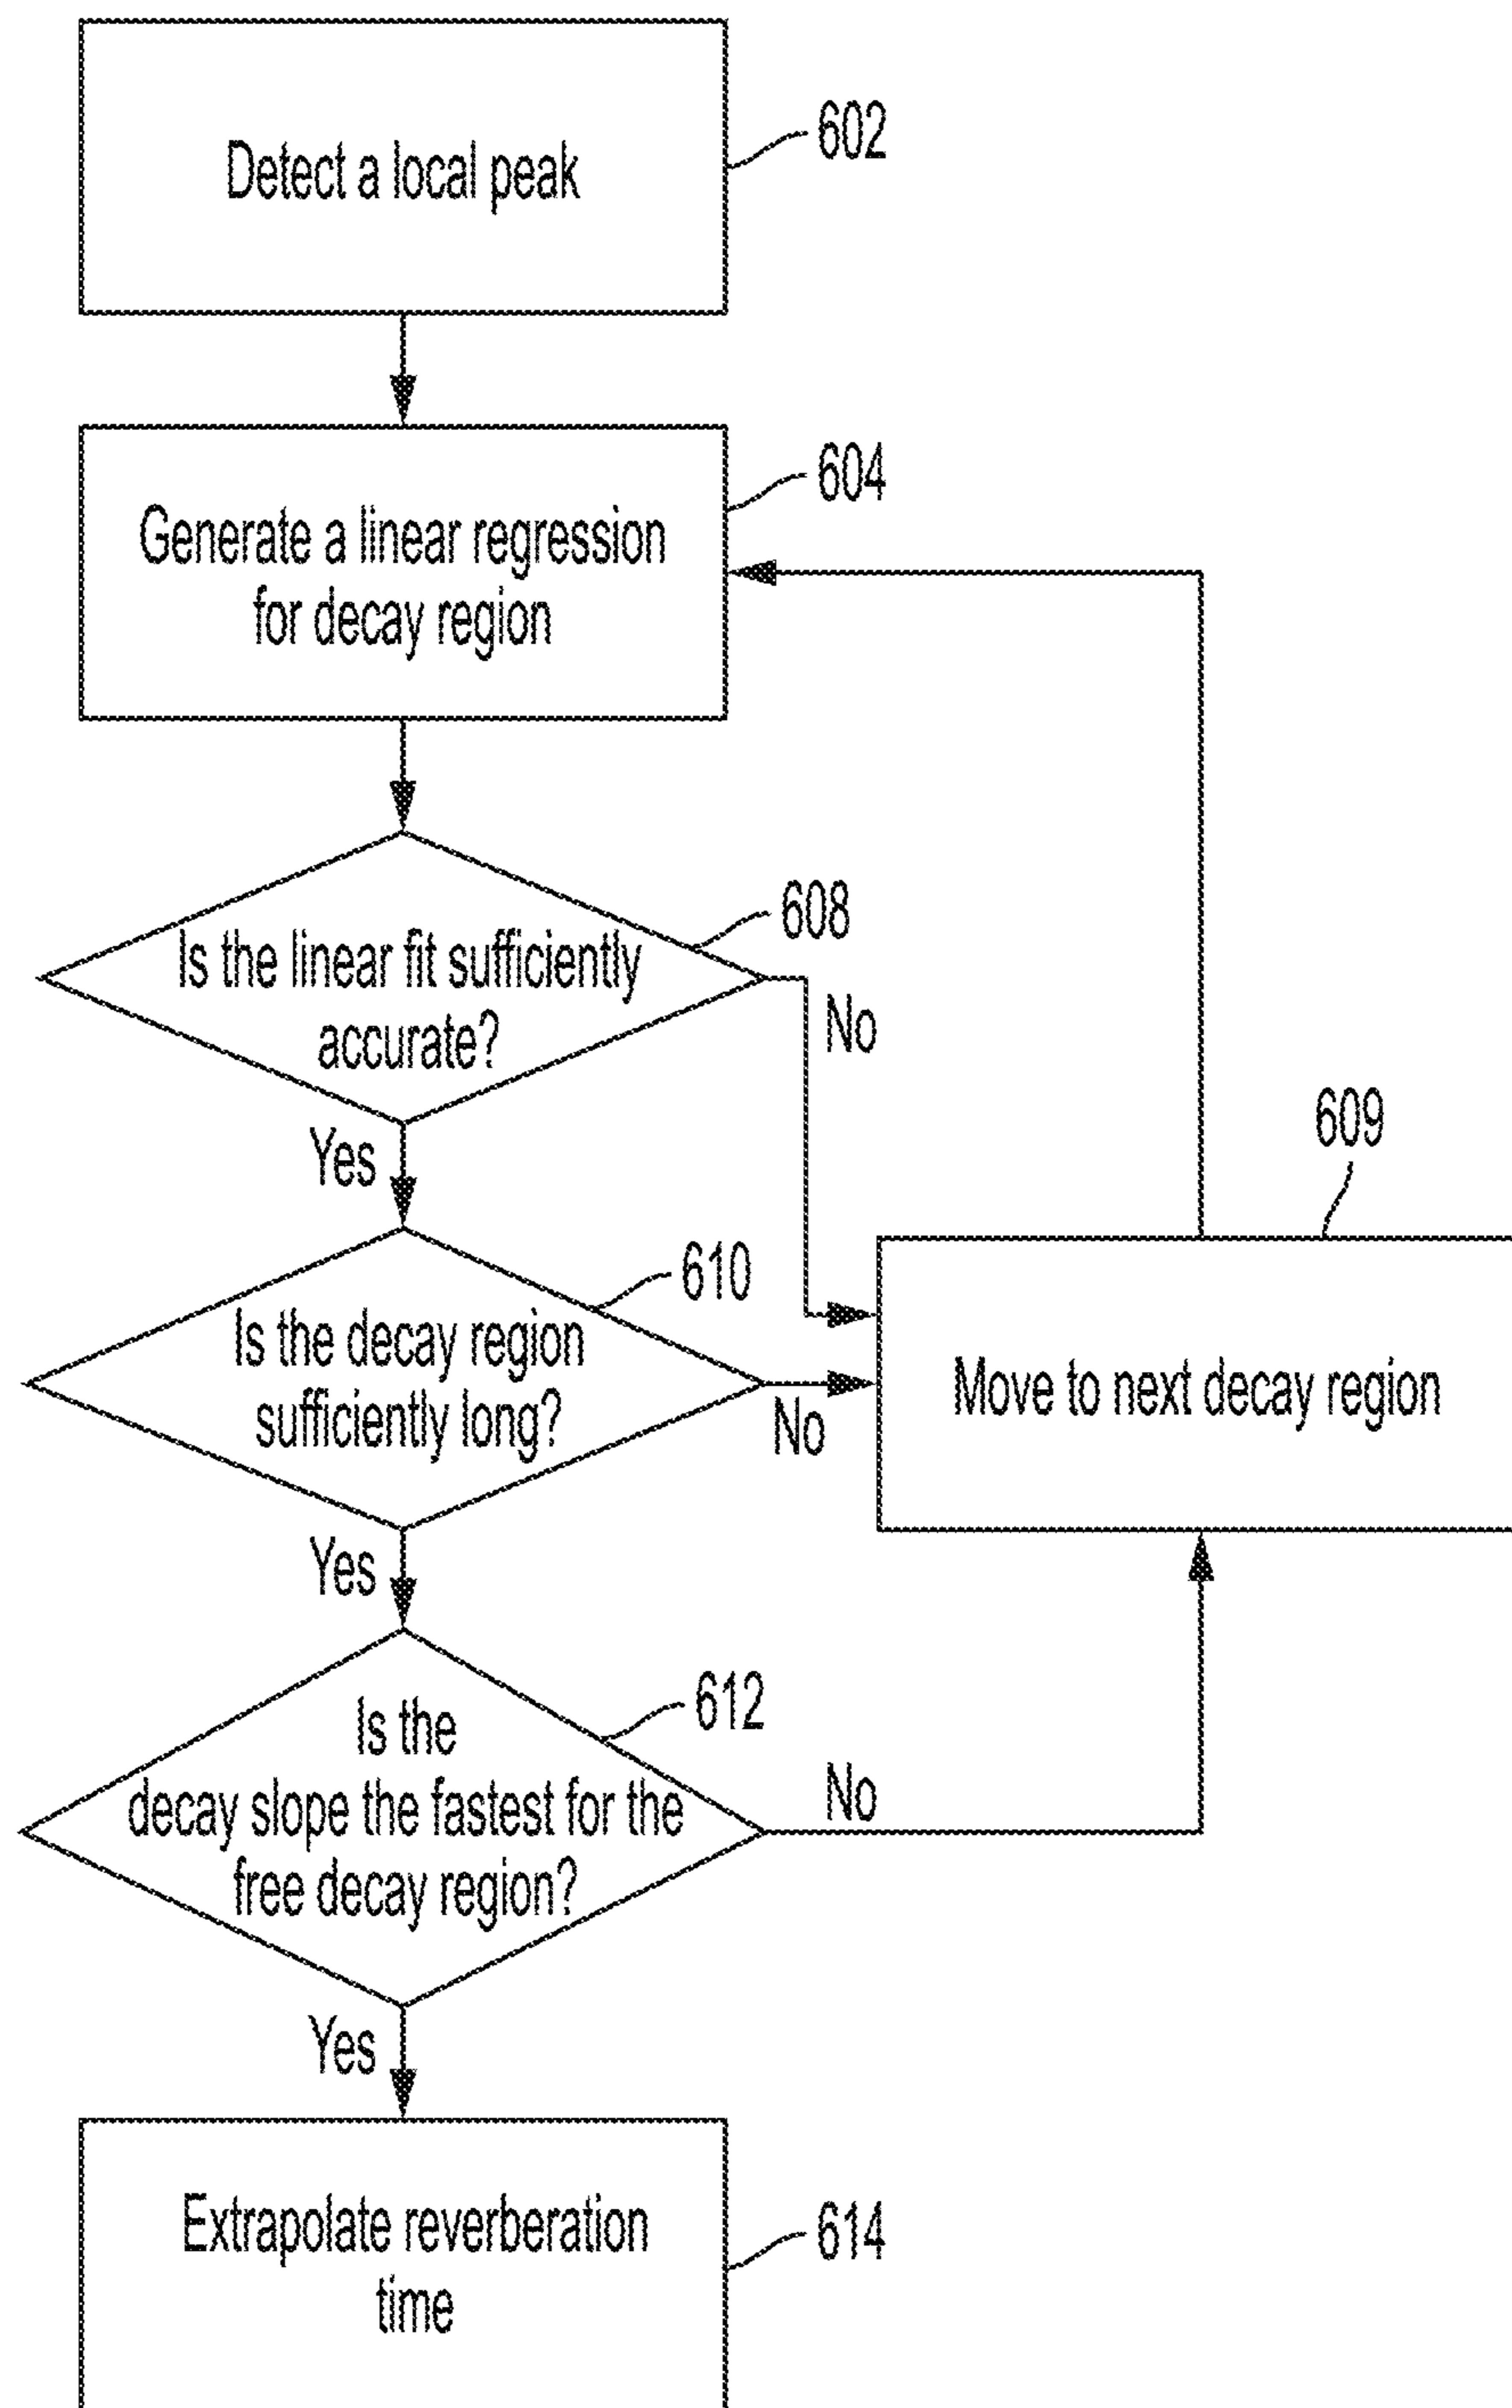 Detect a local peak
602
Generate a linear regression
for decay region
604
Is the linear fit sufficiently
accurate?
608
No
Yes
609
Is the decay region
sufficiently long?
610
No
Move to next decay region
Yes
Is the
decay slope the fastest for the
free decay region?
612
No
Yes
Extrapolate reverberation
time
614